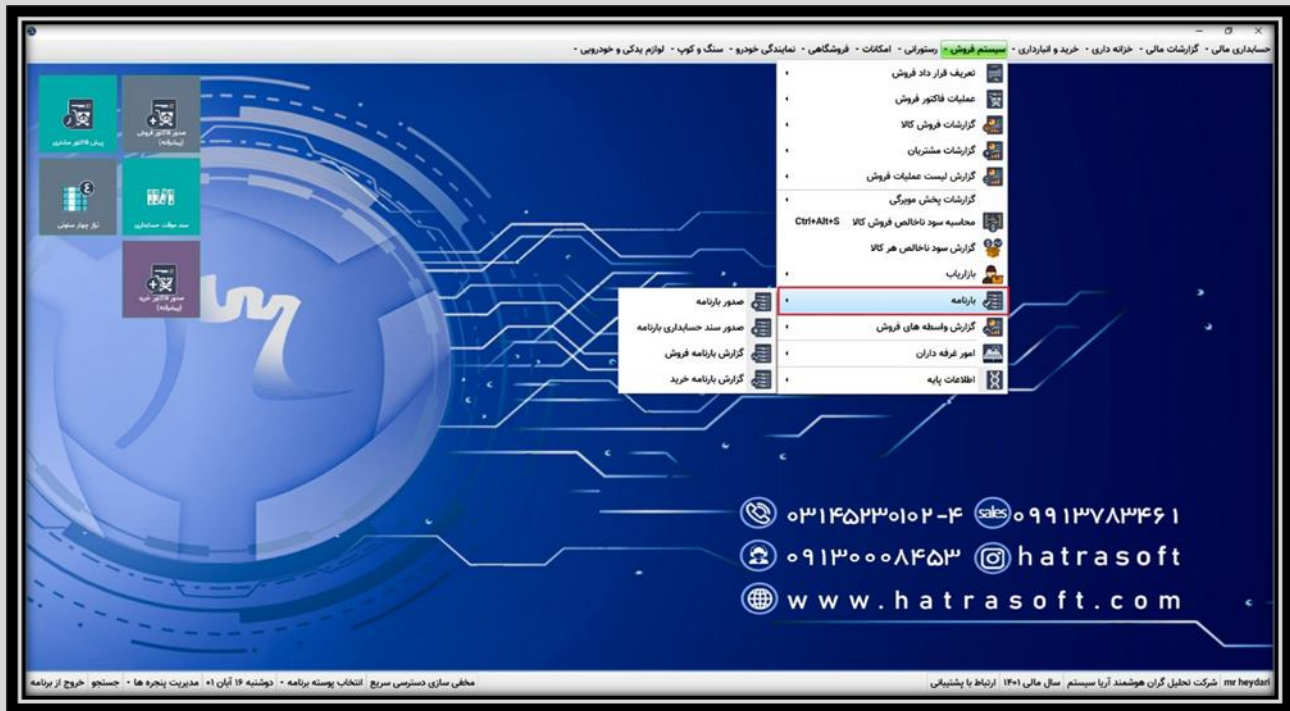 حسابداری مالی - گزارشات مالی - خزانه داری - خرید و انبارداری - سیستم فروش - رستورانی - امکانات - فروشگاهی - نمایندگی خودرو - سنگ و کوپ - لوازم یدکی و خودرویی -
تعریف قرار داد فروش
عملیات فاکتور فروش
گزارشات فروش کالا
گزارشات مشتریان
گزارش لیست عملیات فروش
گزارشات پخش مویرگی
محاسبه سود ناخالص فروش کالا Ctrl+Alt+S
گزارش سود ناخالص هر کالا
بازاریاب
بارنامه
گزارش واسطه های فروش
امور غرفه داران
اطلاعات پایه
صدور بارنامه
صدور سند حسابداری بارنامه
گزارش بارنامه فروش
گزارش بارنامه خرید
صدور فاکتور فروش (پیشرفته)
پیش فاکتور مشتری
سند موقت حسابداری
تراز چهار ستونی
صدور فاکتور خرید (پیشرفته)
۰۳۱۴۵۲۳۰۱۰۲-۴ sales ۰۹۹۱۳۷۸۳۴۶۱
۰۹۱۳۰۰۰۸۴۵۳ hatrasoft
www.hatrasoft.com
mr heydari شرکت تحلیل گران هوشمند آریا سیستم سال مالی ۱۴۰۱ ارتباط با پشتیبانی
مخفی سازی دسترسی سریع انتخاب پوسته برنامه - دوشنبه ۱۶ آبان ۰۱ مدیریت پنجره ها - جستجو خروج از برنامه